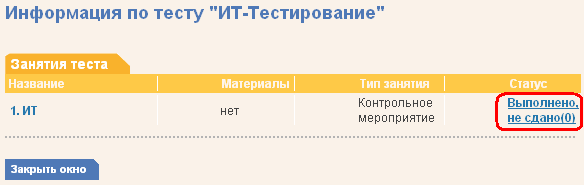 Информация по тесту "ИТ-Тестирование"
Занятия теста
Название Материалы Тип занятия Статус
1. ИТ нет Контрольное мероприятие Выполнено, не сдано(0)
Закрыть окно